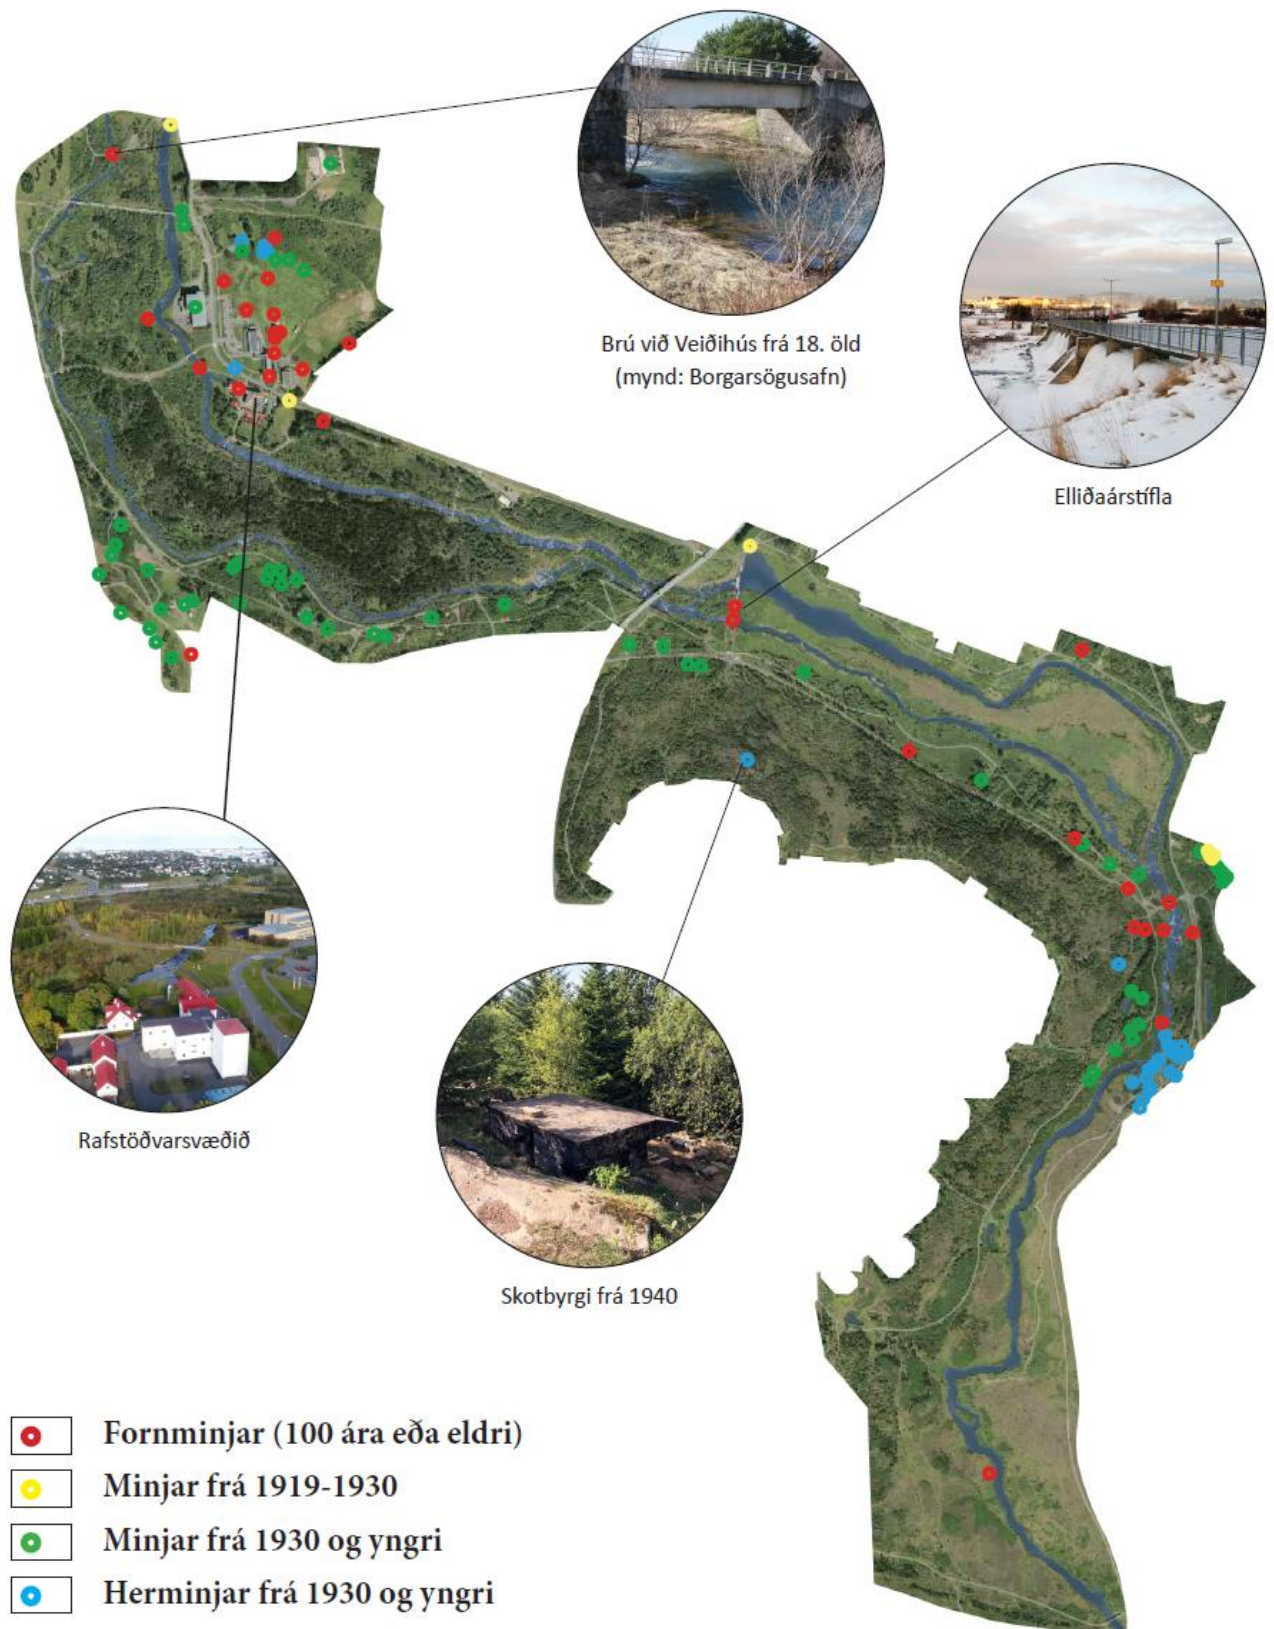 Brú við Veiðihús frá 18. öld
(mynd: Borgarsögusafn)
Elliðaárstífla
Rafstöðvarsvæðið
Skotbyrgi frá 1940
Fornminjar (100 ára eða eldri)
Minjar frá 1919-1930
Minjar frá 1930 og yngri
Herminjar frá 1930 og yngri